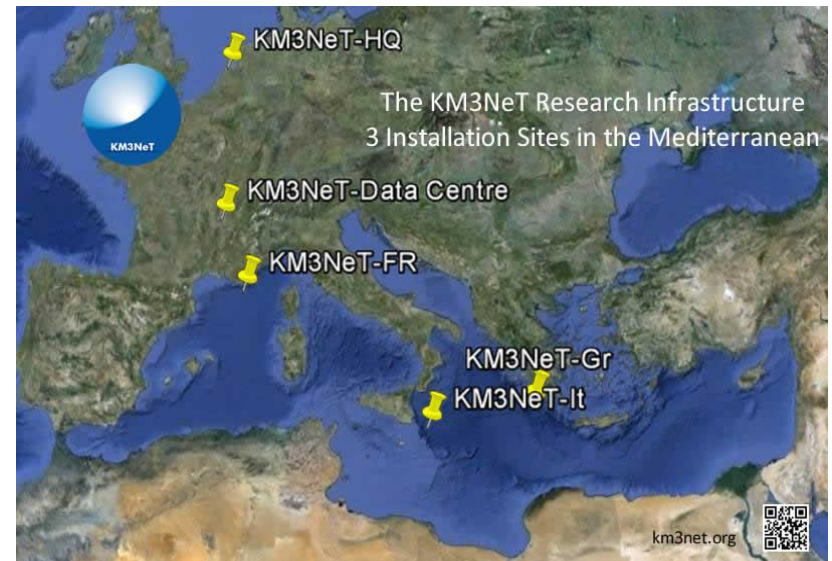 KM3NeT-HQ
The KM3NeT Research Infrastructure
3 Installation Sites in the Mediterranean
KM3NeT
KM3NeT-Data Centre
KM3NeT-FR
KM3NeT-Gr
KM3NeT-It
km3net.org